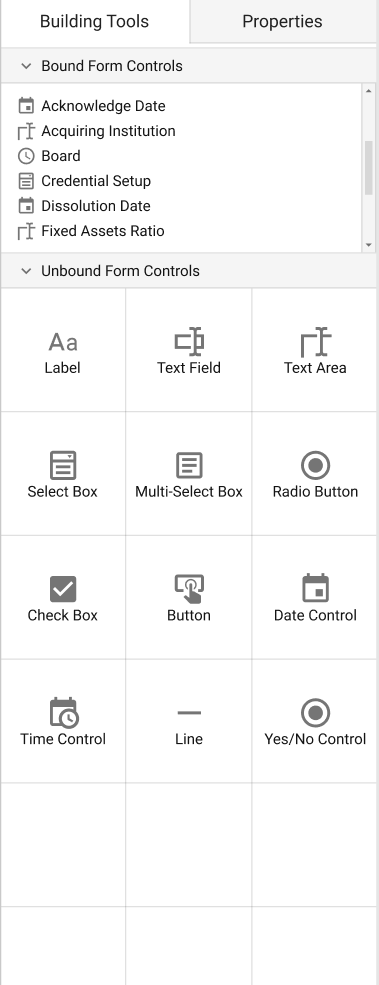 Building Tools
Properties
Bound Form Controls
Acknowledge Date
Acquiring Institution
Board
Credential Setup
Dissolution Date
Fixed Assets Ratio
Unbound Form Controls
Aa
Label
Text Field
Text Area
Select Box
Multi-Select Box
Radio Button
Check Box
Button
Date Control
Time Control
Line
Yes/No Control